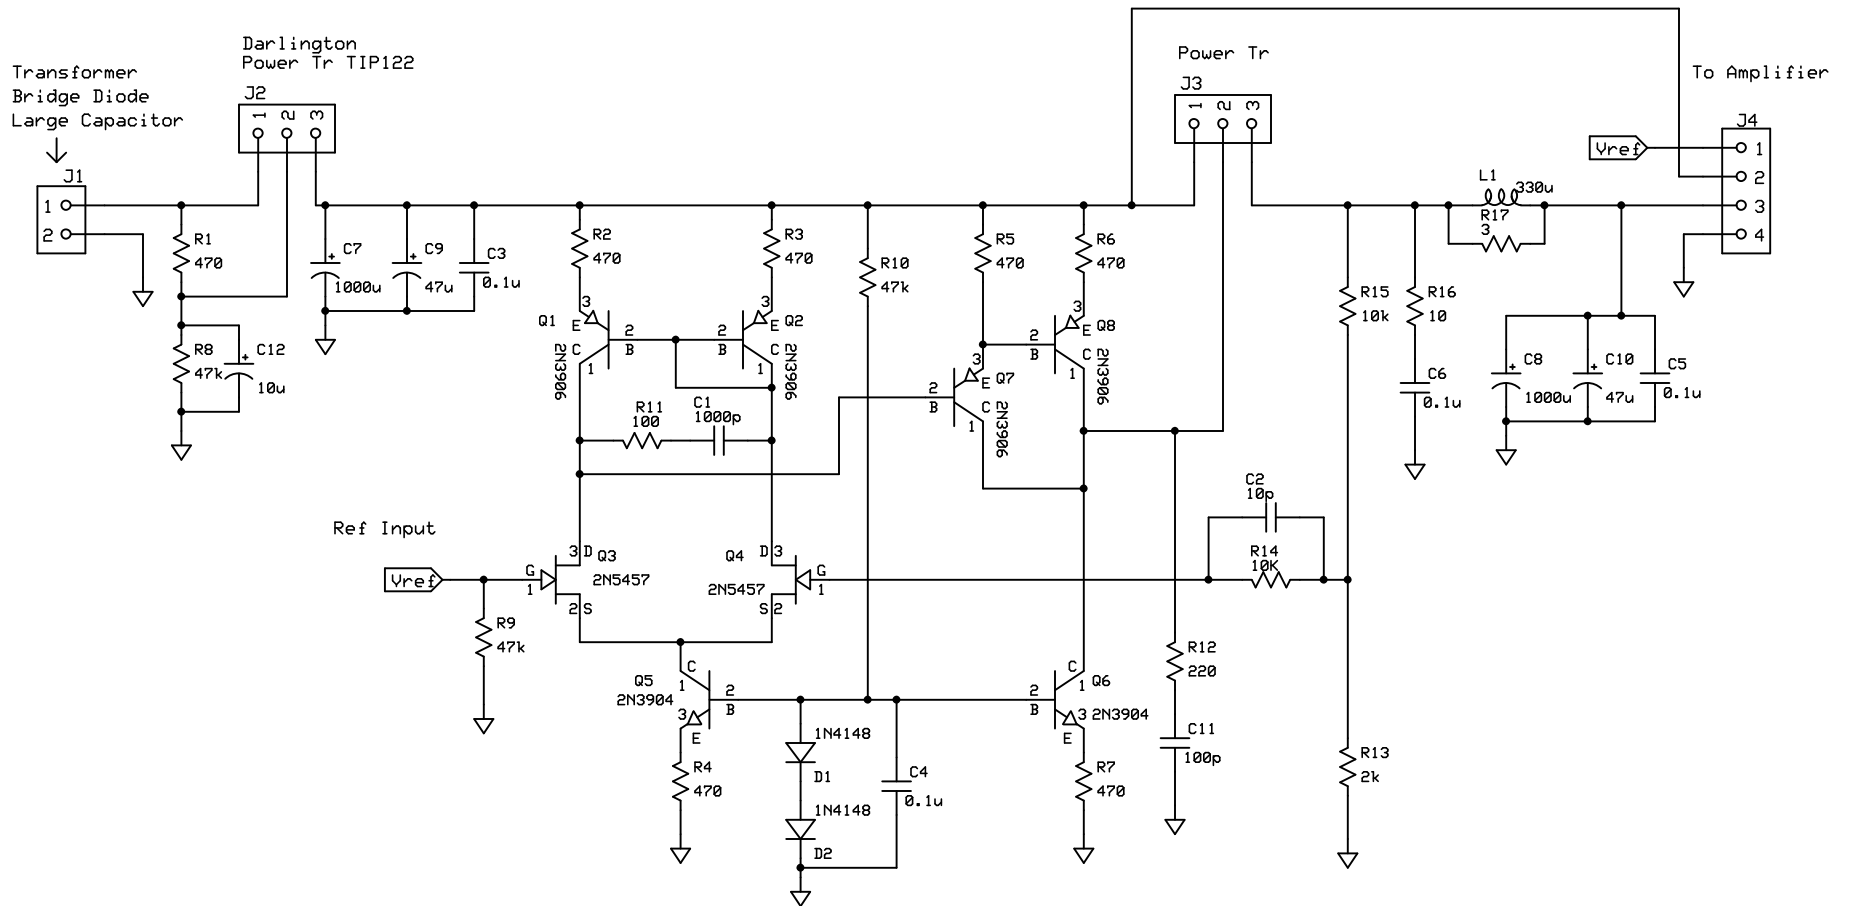 Transformer
Bridge Diode
Large Capacitor
J1
1
2
Darlington
Power Tr TIP122
J2
1 2 3
R1
470
R8
47k
C12
10u
C7
1000u
C9
47u
C3
0.1u
R2
470
R3
470
R10
47k
R5
470
R6
470
Q1
3
E
2
B
C
1
2N3906
Q2
3
E
2
B
C
1
2N3906
Q8
3
E
2
B
C
1
2N3906
Q7
3
E
2
B
C
1
2N3906
R11
100
C1
1000p
Ref Input
Vref
R9
47k
3 D Q3
G
1
2N5457
2 S
Q4 D 3
G
1
2N5457
S 2
Q5
2N3904
C
1
2
B
3
E
R4
470
1N4148
D1
1N4148
D2
C4
0.1u
Q6
2N3904
C
1
2
B
3
E
R7
470
R12
220
C11
100p
C2
10p
R14
10K
R13
2k
Power Tr
J3
1 2 3
R15
10k
R16
10
C6
0.1u
L1
330u
R17
3
C8
1000u
C10
47u
C5
0.1u
Vref
To Amplifier
J4
1
2
3
4